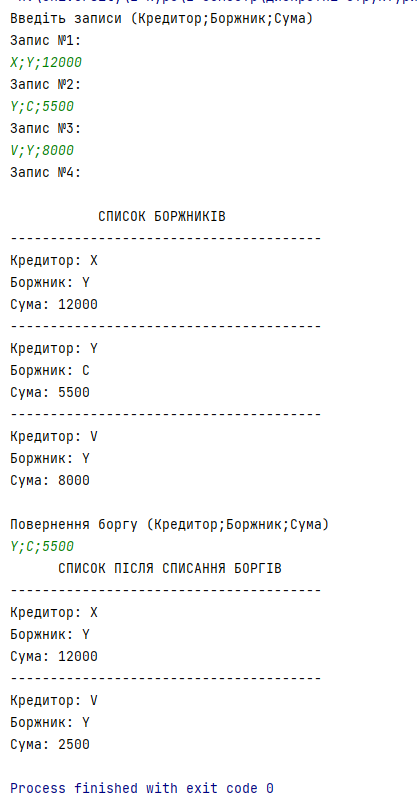 Введіть записи (Кредитор;Боржник;Сума)
Запис №1:
X;Y;12000
Запис №2:
Y;C;5500
Запис №3:
V;Y;8000
Запис №4:
СПИСОК БОРЖНИКІВ
---------------------------------------
Кредитор: X
Боржник: Y
Сума: 12000
---------------------------------------
Кредитор: Y
Боржник: C
Сума: 5500
---------------------------------------
Кредитор: V
Боржник: Y
Сума: 8000
Повернення боргу (Кредитор;Боржник;Сума)
Y;C;5500
СПИСОК ПІСЛЯ СПИСАННЯ БОРГІВ
---------------------------------------
Кредитор: X
Боржник: Y
Сума: 12000
---------------------------------------
Кредитор: V
Боржник: Y
Сума: 2500
Process finished with exit code 0